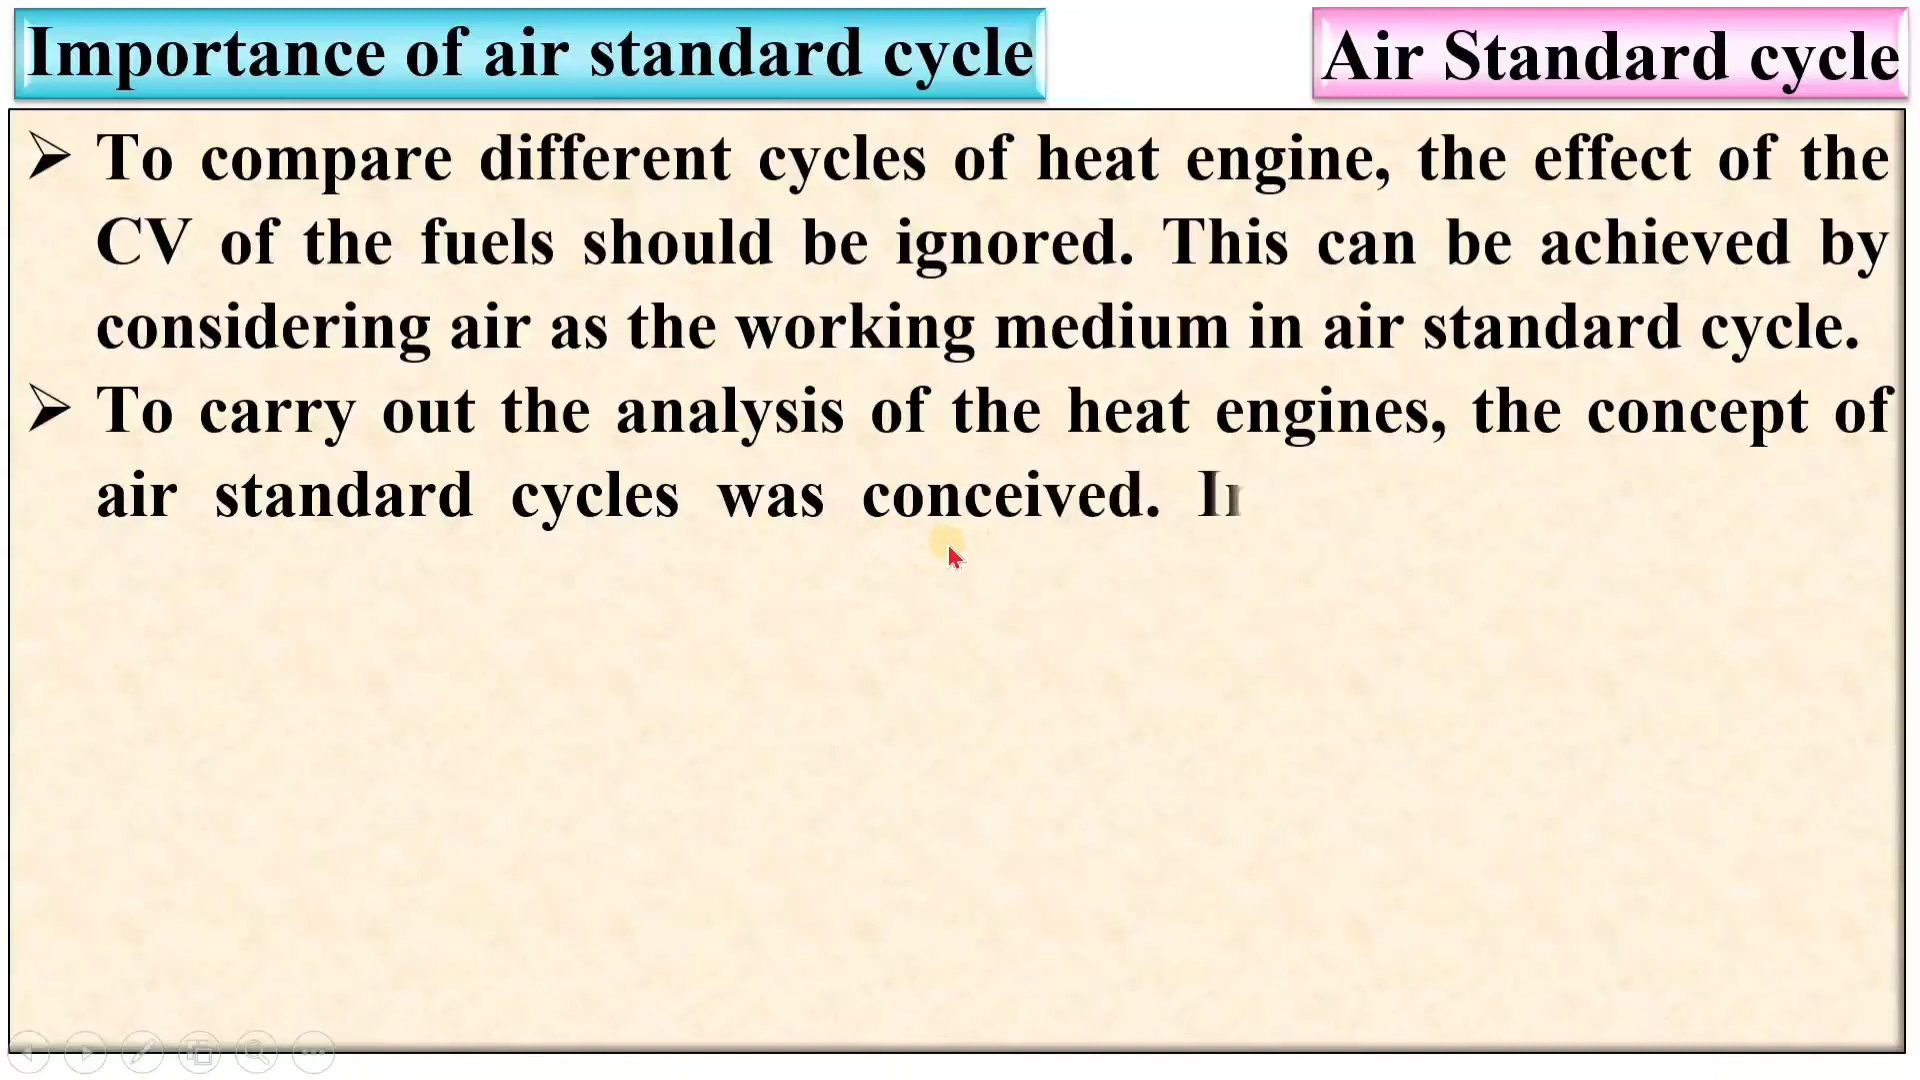 Importance of air standard cycle
Air Standard cycle
➢ To compare different cycles of heat engine, the effect of the
CV of the fuels should be ignored. This can be achieved by
considering air as the working medium in air standard cycle.
➢ To carry out the analysis of the heat engines, the concept of
air standard cycles was conceived.